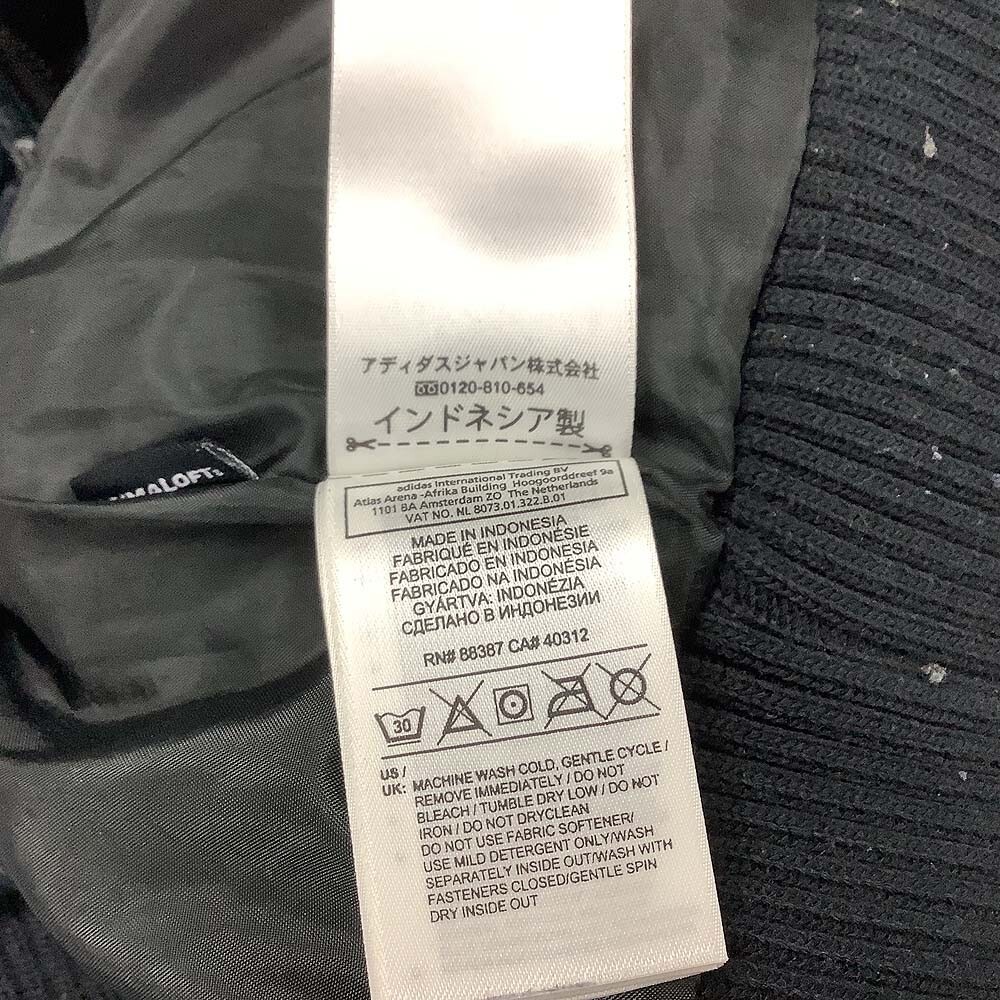 アディダスジャパン株式会社
0120-810-654
インドネシア製
IMALOFT
adidas International Trading BV
Atlas Arena -Afrika Building Hoogoorddreef 9a
1101 BA Amsterdam ZO The Netherlands
VAT NO. NL 8073.01.322.B.01
MADE IN INDONESIA
FABRIQUÉ EN INDONÉSIE
FABRICADO EN INDONESIA
FABRICADO NA INDONÉSIA
GYÁRTVA: INDONÉZIA
СДЕЛАНО В ИНДОНЕЗИИ
RN# 88387 CA# 40312
30
US / UK: MACHINE WASH COLD, GENTLE CYCLE /
REMOVE IMMEDIATELY / DO NOT
BLEACH / TUMBLE DRY LOW / DO NOT
IRON / DO NOT DRYCLEAN
DO NOT USE FABRIC SOFTENER/
USE MILD DETERGENT ONLY/WASH
SEPARATELY INSIDE OUT/WASH WITH
FASTENERS CLOSED/GENTLE SPIN
DRY INSIDE OUT